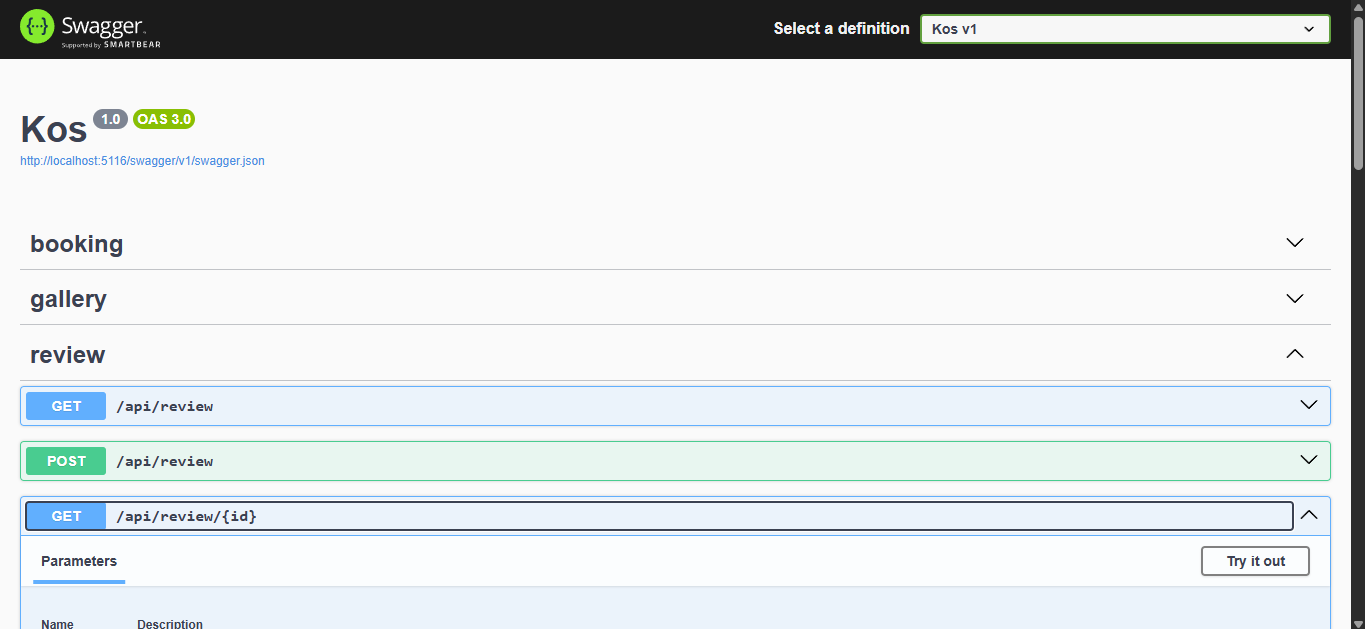 Swagger
Supported by SMARTBEAR
Select a definition
Kos v1
Kos 1.0 OAS 3.0
http://localhost:5116/swagger/v1/swagger.json
booking
gallery
review
GET /api/review
POST /api/review
GET /api/review/{id}
Parameters
Try it out
Name Description